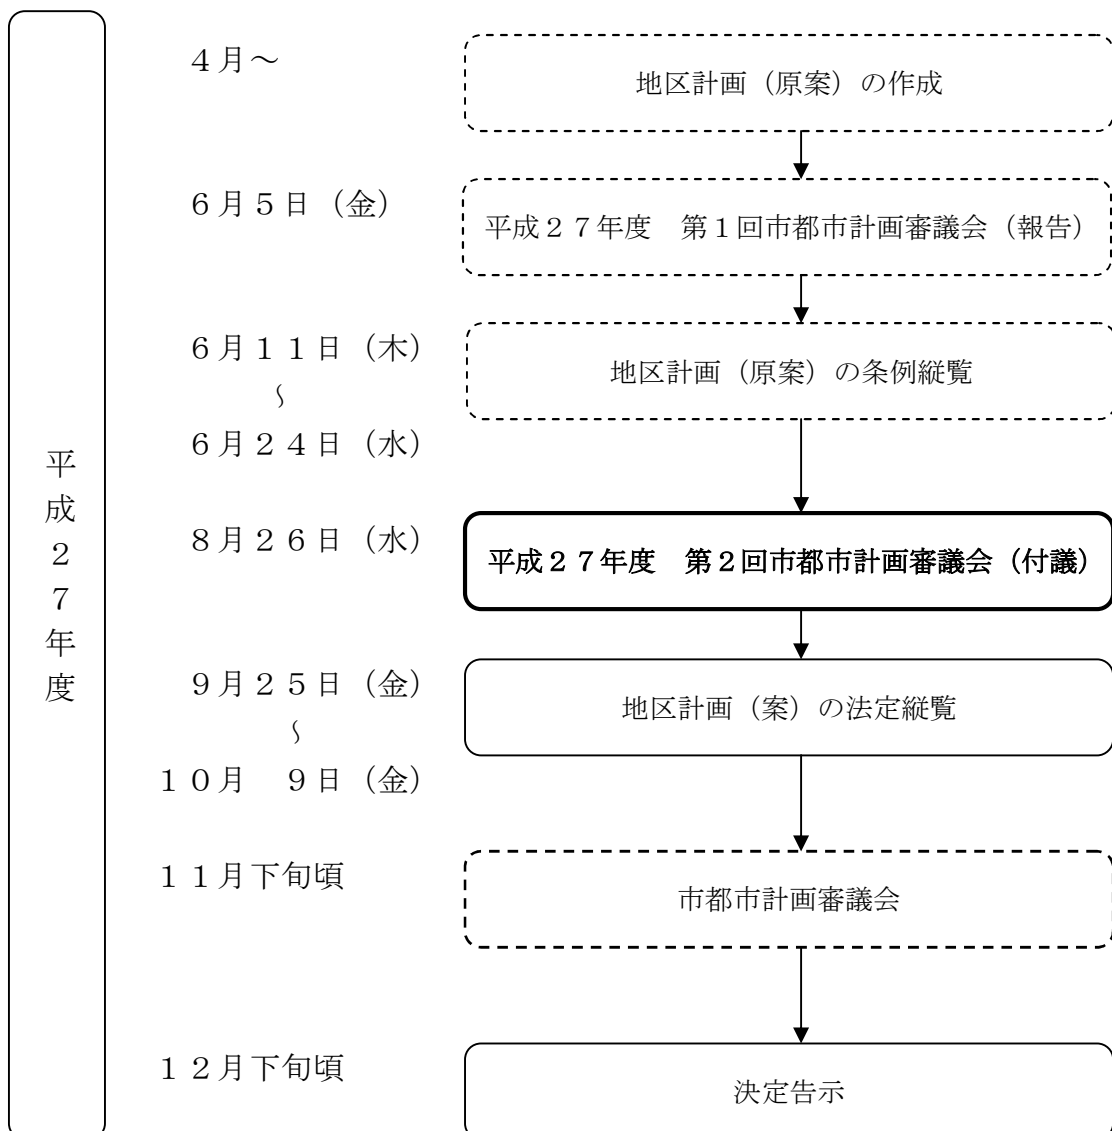 平成２７年度
４月～
地区計画（原案）の作成
６月５日（金）
平成２７年度　第１回市都市計画審議会（報告）
６月１１日（木）
～
６月２４日（水）
地区計画（原案）の条例縦覧
８月２６日（水）
平成２７年度　第２回市都市計画審議会（付議）
９月２５日（金）
～
１０月　９日（金）
地区計画（案）の法定縦覧
１１月下旬頃
市都市計画審議会
１２月下旬頃
決定告示